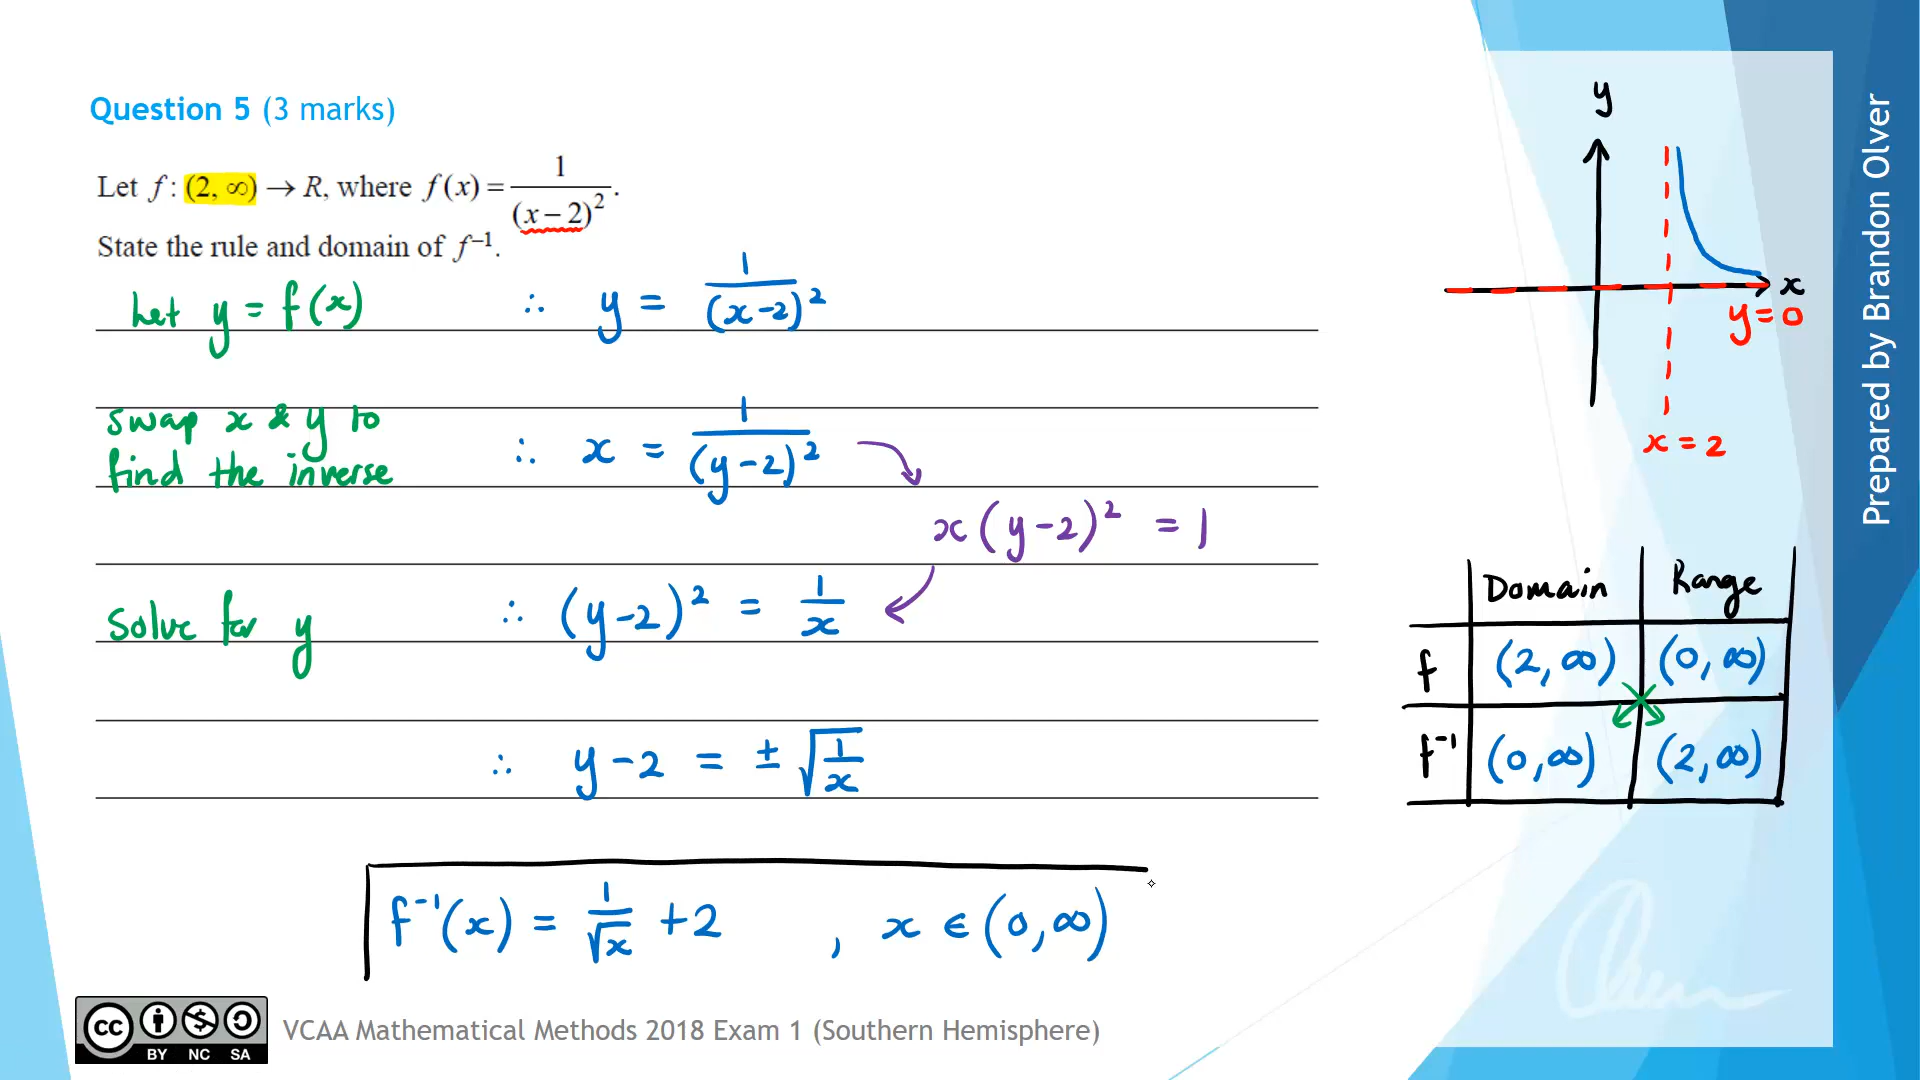 Question 5 (3 marks)
Let f : (2, ∞) → R, where f(x) = 1/(x – 2)².
State the rule and domain of f⁻¹.
Let y = f(x) ∴ y = 1/(x-2)²
swap x & y to
find the inverse ∴ x = 1/(y-2)²
x(y-2)² = 1
Solve for y ∴ (y-2)² = 1/x
∴ y-2 = ± √(1/x)
f⁻¹(x) = 1/√x + 2 , x ∈ (0, ∞)
cc BY NC SA
VCAA Mathematical Methods 2018 Exam 1 (Southern Hemisphere)
y
x
y = 0
x = 2
Domain Range
f (2, ∞) (0, ∞)
f⁻¹ (0, ∞) (2, ∞)
Prepared by Brandon Olver